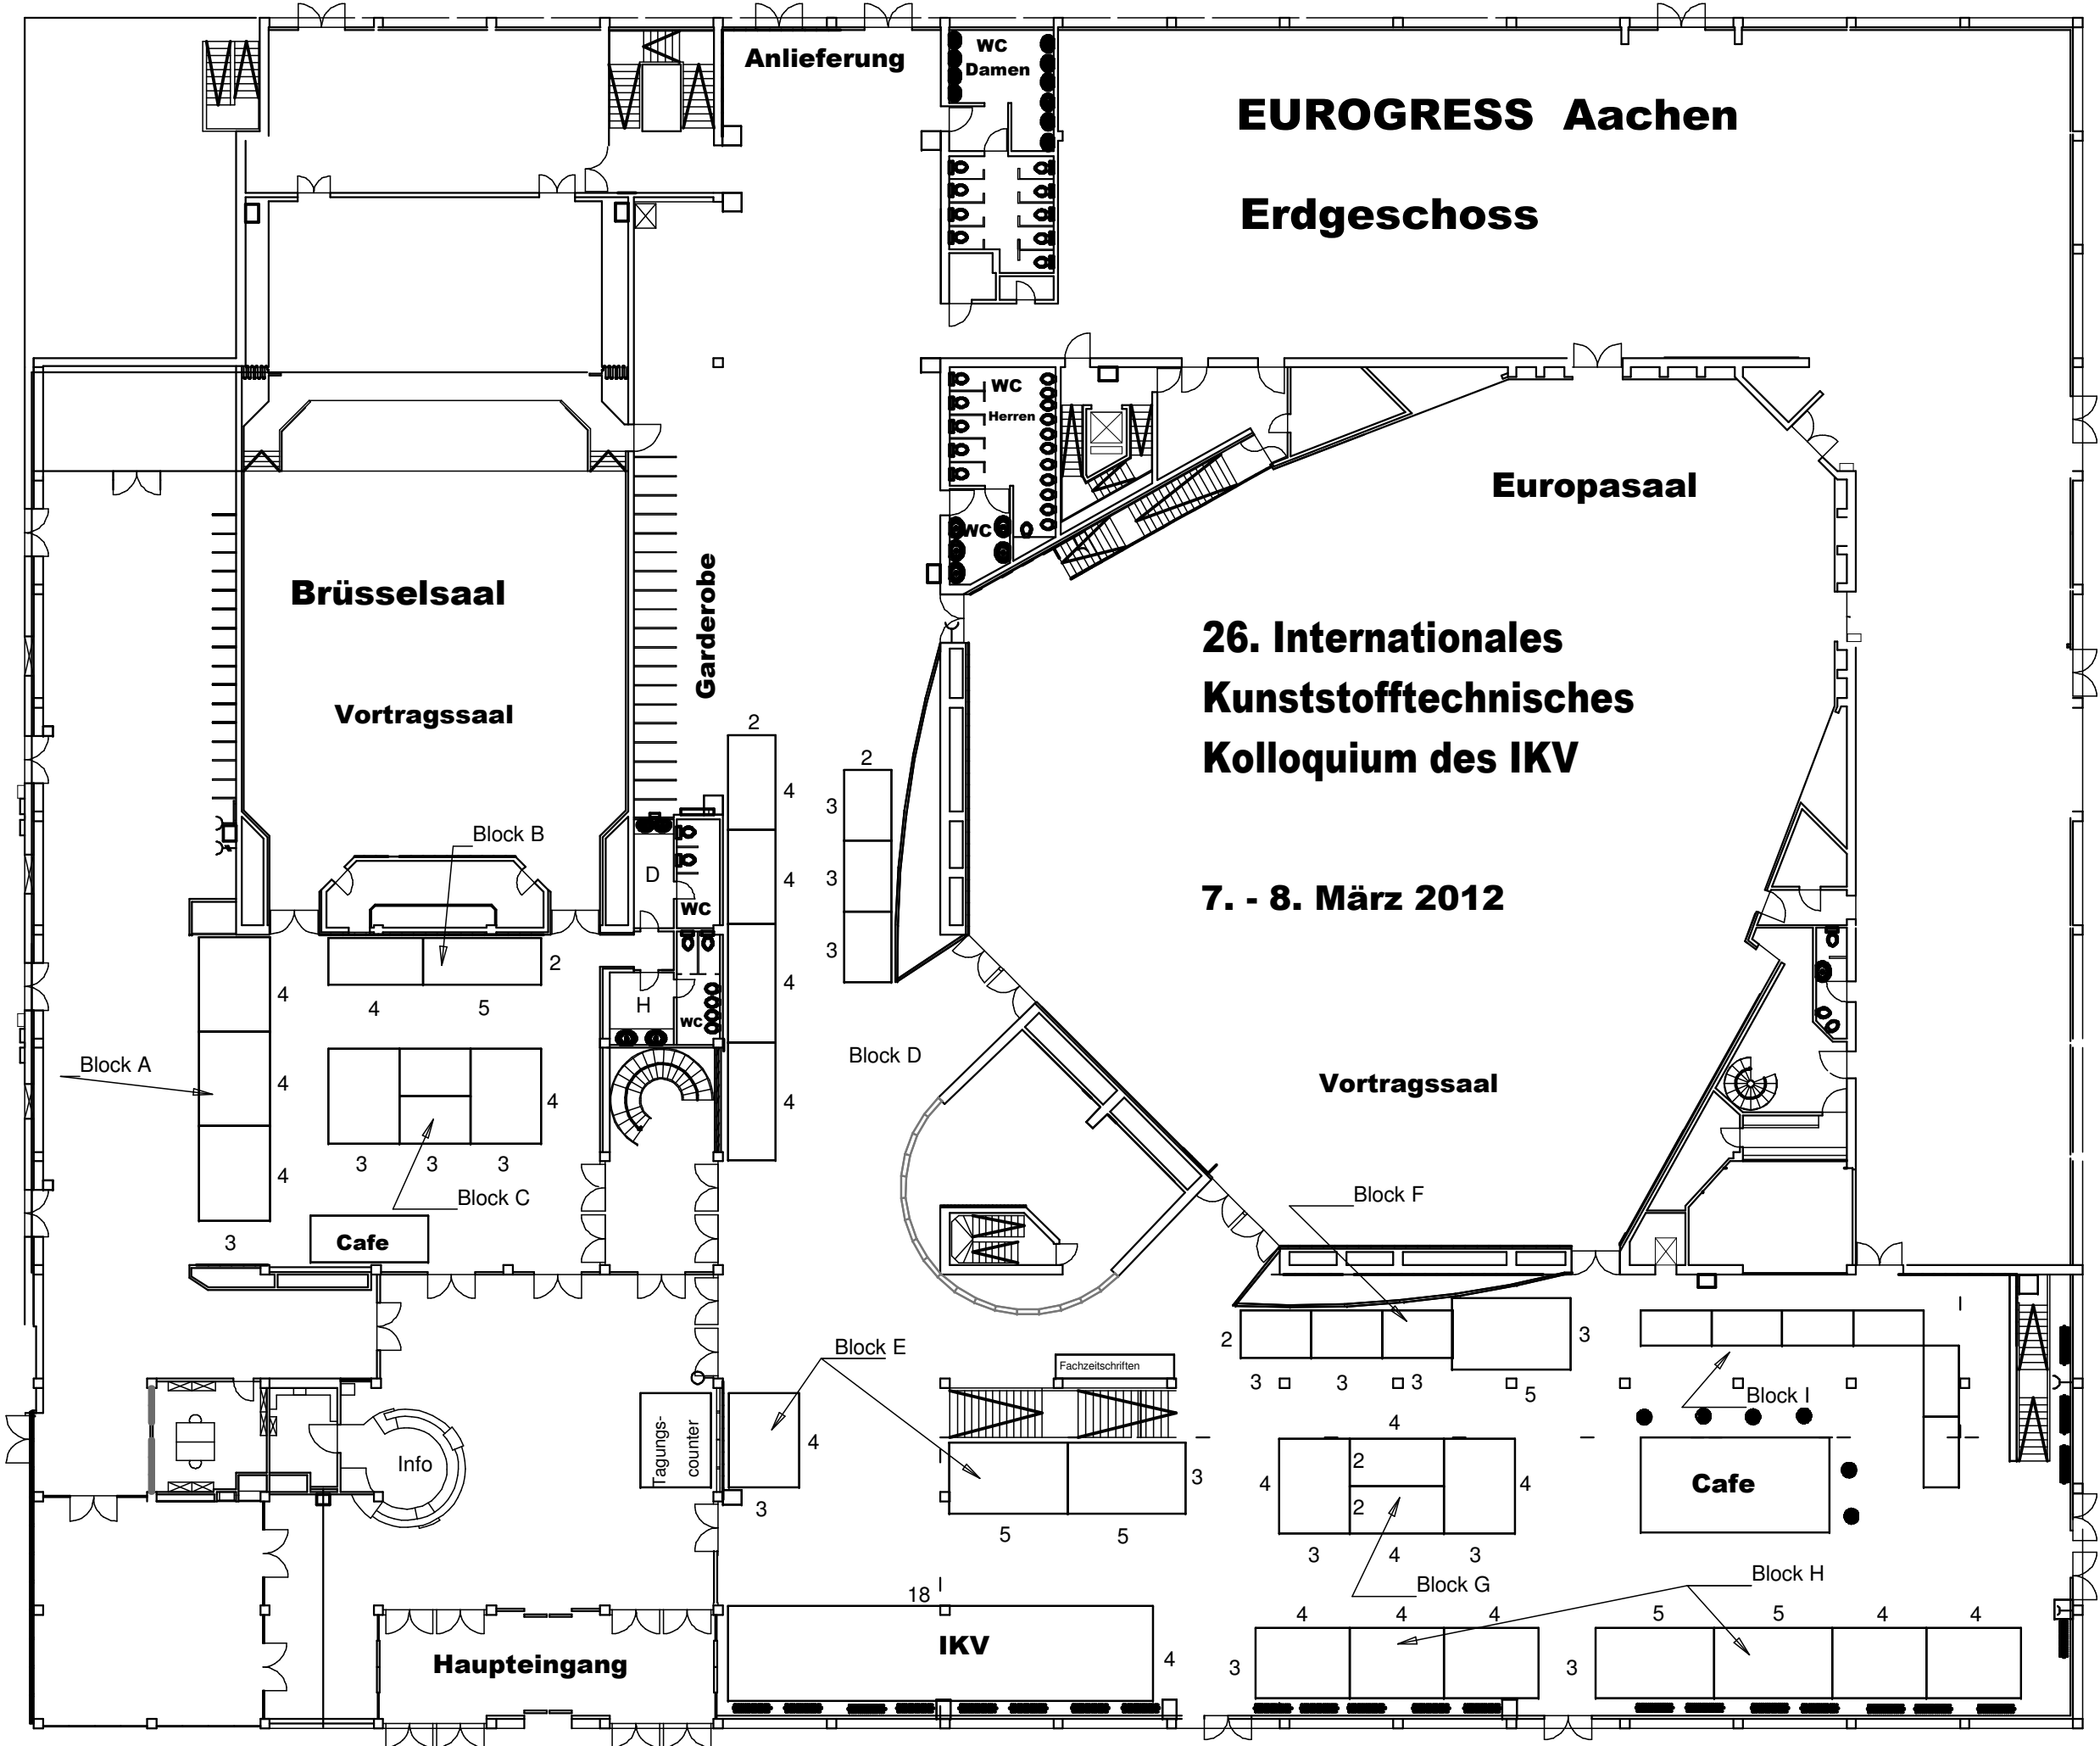 Anlieferung
WC
Damen
EUROGRESS Aachen
Erdgeschoss
WC
Herren
WC
Europasaal
Brüsselsaal
Vortragssaal
Garderobe
26. Internationales
Kunststofftechnisches
Kolloquium des IKV
7. - 8. März 2012
Vortragssaal
2
4
4
4
4
2
3
3
3
Block D
Block B
2
4
5
D
WC
H
WC
Block A
4
4
4
3
4
3
3
3
Block C
Cafe
Block F
2
3
3
3
3
5
Block E
Fachzeitschriften
Tagungs-
counter
4
3
3
5
5
Info
Block I
Cafe
4
4
2
2
4
3
4
3
Block G
Block H
18
IKV
4
Haupteingang
4
4
4
3
5
5
4
4
3